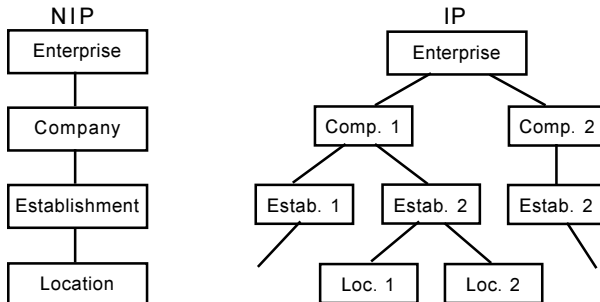 NIP
Enterprise
Company
Establishment
Location
IP
Enterprise
Comp. 1
Comp. 2
Estab. 1
Estab. 2
Estab. 2
Loc. 1
Loc. 2